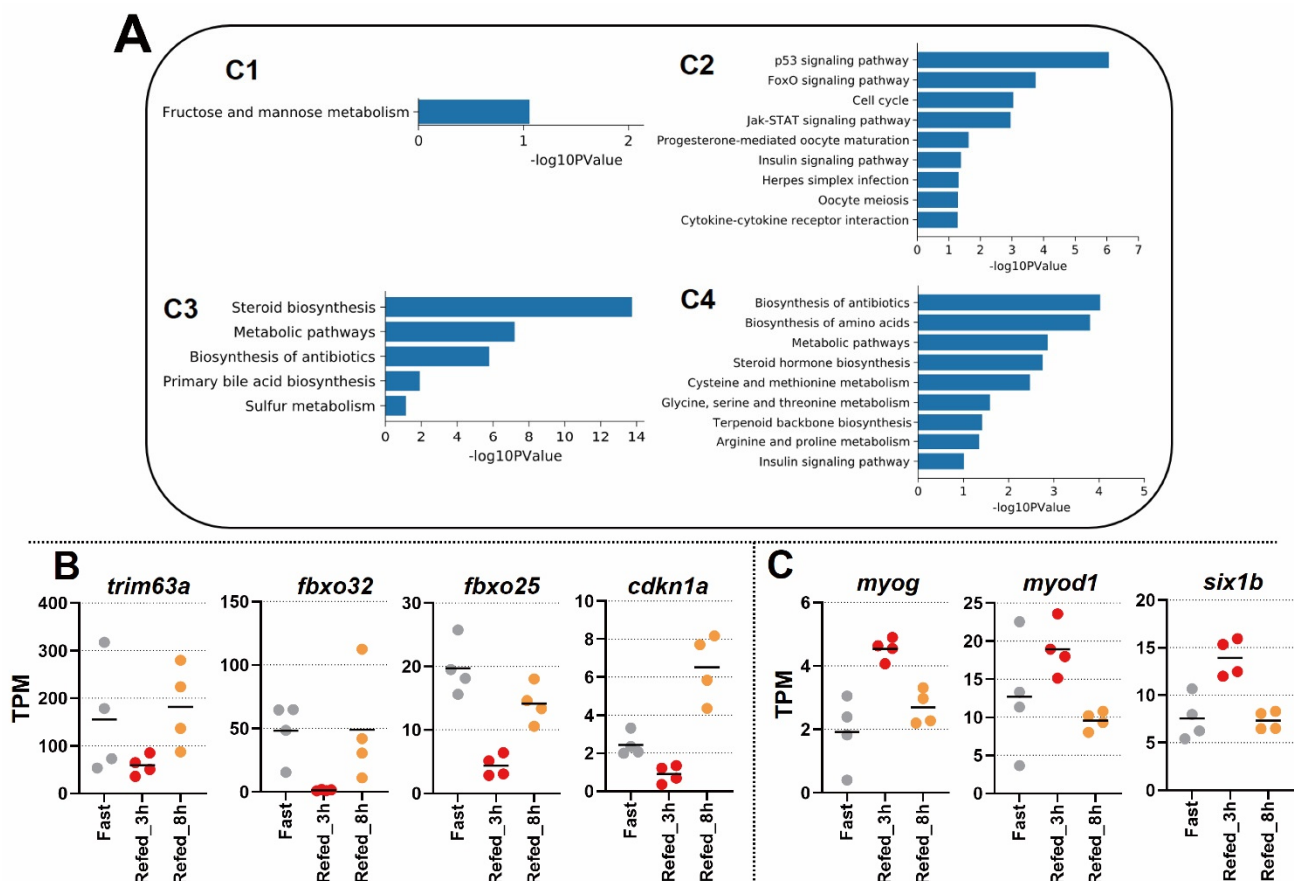 A
C1
Fructose and mannose metabolism
0 1 2
-log10PValue
C2
p53 signaling pathway
FoxO signaling pathway
Cell cycle
Jak-STAT signaling pathway
Progesterone-mediated oocyte maturation
Insulin signaling pathway
Herpes simplex infection
Oocyte meiosis
Cytokine-cytokine receptor interaction
0 1 2 3 4 5 6 7
-log10PValue
C3
Steroid biosynthesis
Metabolic pathways
Biosynthesis of antibiotics
Primary bile acid biosynthesis
Sulfur metabolism
0 2 4 6 8 10 12 14
-log10PValue
C4
Biosynthesis of antibiotics
Biosynthesis of amino acids
Metabolic pathways
Steroid hormone biosynthesis
Cysteine and methionine metabolism
Glycine, serine and threonine metabolism
Terpenoid backbone biosynthesis
Arginine and proline metabolism
Insulin signaling pathway
0 1 2 3 4 5
-log10PValue
B
TPM
trim63a
400
300
200
100
0
Fast
Refed_3h
Refed_8h
fbxo32
150
100
50
0
Fast
Refed_3h
Refed_8h
fbxo25
30
20
10
0
Fast
Refed_3h
Refed_8h
cdkn1a
10
8
6
4
2
0
Fast
Refed_3h
Refed_8h
C
TPM
myog
6
4
2
0
Fast
Refed_3h
Refed_8h
myod1
25
20
15
10
5
0
Fast
Refed_3h
Refed_8h
six1b
20
15
10
5
0
Fast
Refed_3h
Refed_8h